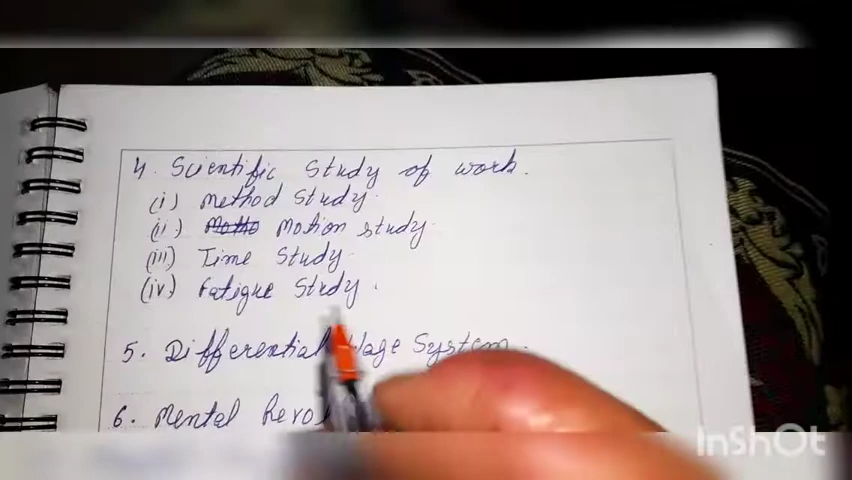 4. Scientific Study of work.
(i) Method Study.
(ii) Motion study.
(iii) Time Study.
(iv) Fatigue Study.
5. Differential Wage System.
6. Mental
InShOt